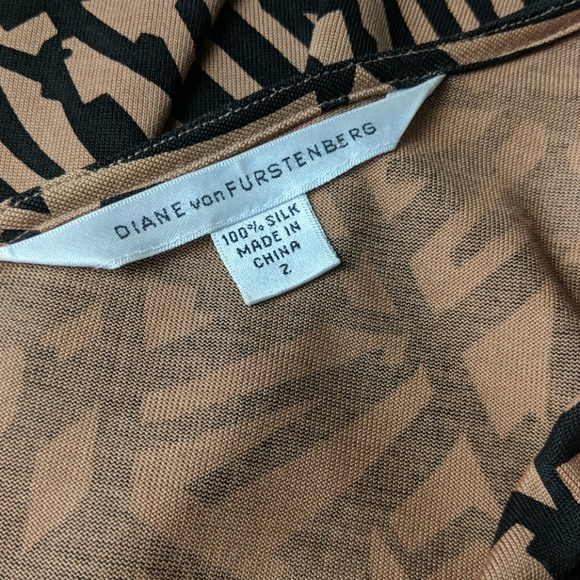 DIANE von FURSTENBERG
100% SILK
MADE IN
CHINA
2